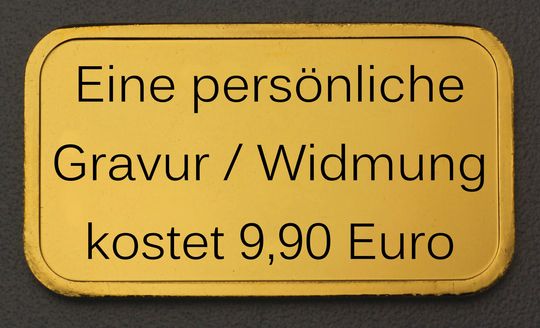 Eine persönliche
Gravur / Widmung
kostet 9,90 Euro